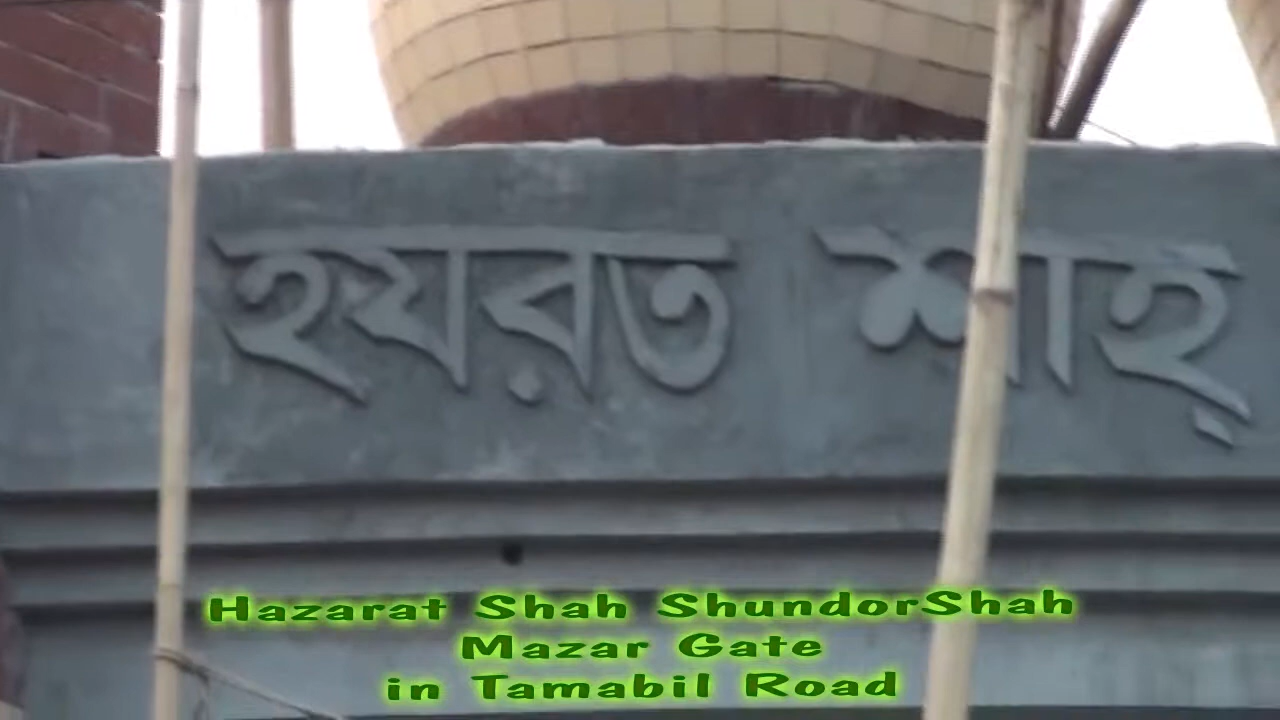 হযরত শাহ্
Hazarat Shah ShundorShah
Mazar Gate
in Tamabil Road